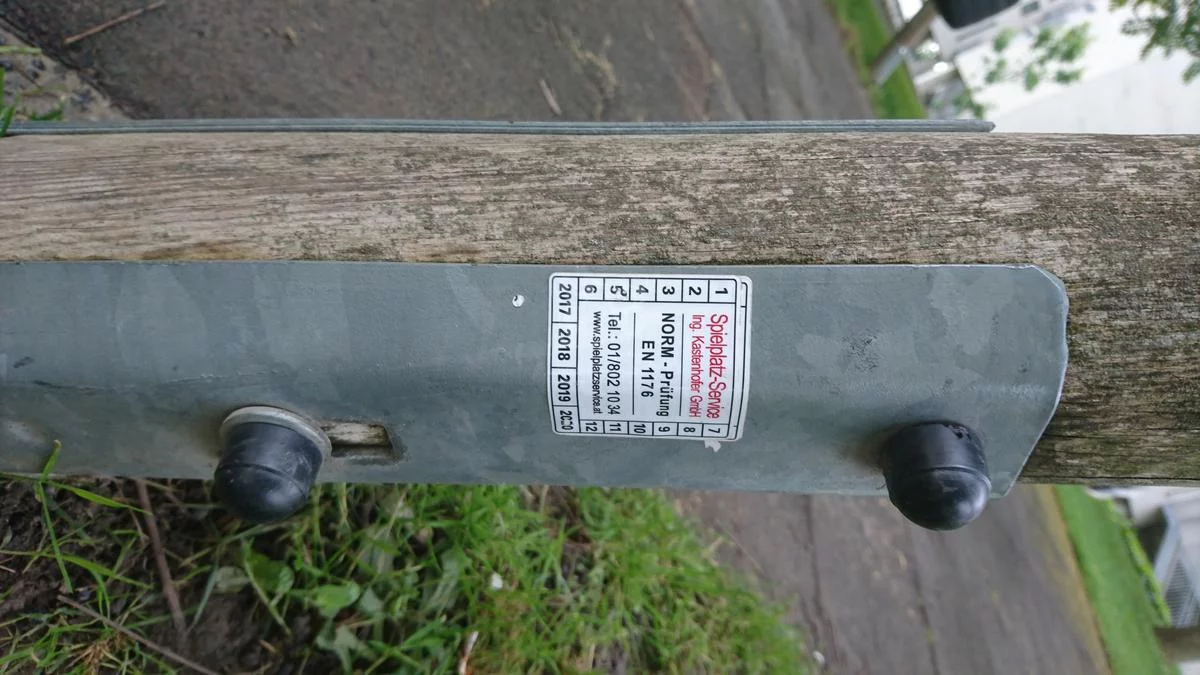 1 Spielplatz-Service 7
2 Ing. Kastenhofer GmbH 8
3 NORM - Prüfung 9
4 EN 1176 10
5 Tel.: 01/802 10 34 11
6 www.spielplatzservice.at 12
2017 2018 2019 2020